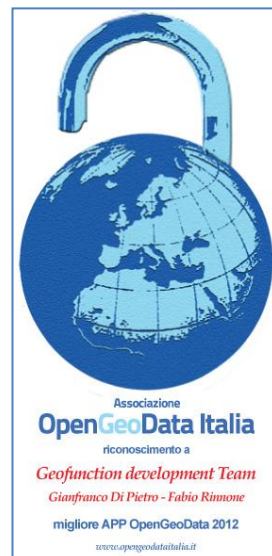 Associazione
OpenGeoData Italia
riconoscimento a
Geofunction development Team
Gianfranco Di Pietro - Fabio Rinnone
migliore APP OpenGeoData 2012
www.opengeodataitalia.it